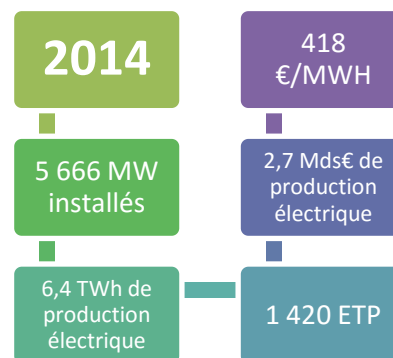 2014
5 666 MW
installés
6,4 TWh de
production
électrique
1 420 ETP
2,7 Mds€ de
production
électrique
418
€/MWH